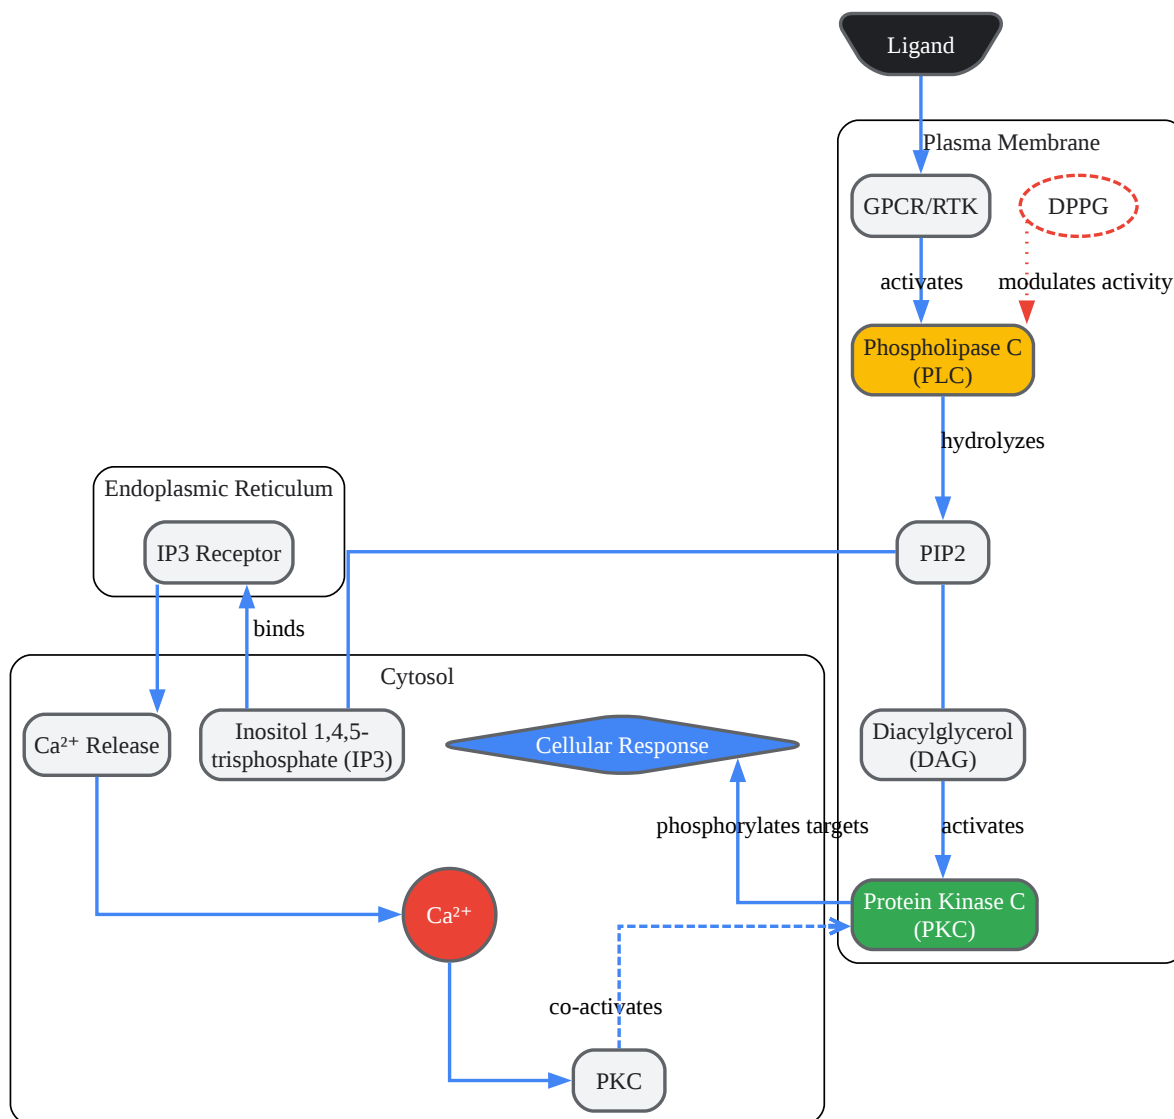 Ligand
Plasma Membrane
GPCR/RTK
DPPG
activates
modulates activity
Phospholipase C
(PLC)
hydrolyzes
Endoplasmic Reticulum
IP3 Receptor
PIP2
binds
Cytosol
Ca²⁺ Release
Inositol 1,4,5-
trisphosphate (IP3)
Cellular Response
Diacylglycerol
(DAG)
phosphorylates targets
activates
Ca²⁺
Protein Kinase C
(PKC)
co-activates
PKC